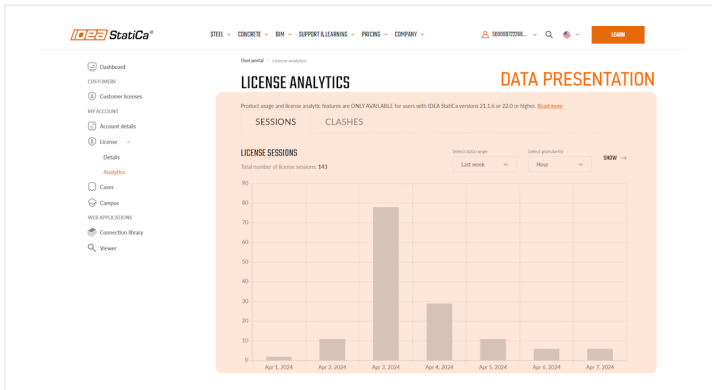 IDEA StatiCa®
STEEL CONCRETE BIM SUPPORT & LEARNING PRICING COMPANY
LEARN
Dashboard
CUSTOMERS
Customer licenses
MY ACCOUNT
Account details
License
Details
Analytics
Cases
Campus
WEB APPLICATIONS
Connection library
Viewer
User portal - License analytics
LICENSE ANALYTICS
DATA PRESENTATION
Product usage and license analytic features are ONLY AVAILABLE for users with IDEA StatiCa versions 21.1.6 or 22.0 or higher. Read more
SESSIONS CLASHES
LICENSE SESSIONS
Total number of license sessions: 143
Select data range
Last week
Select granularity
Hour
SHOW →
90
80
70
60
50
40
30
20
10
0
Apr 1, 2024 Apr 2, 2024 Apr 3, 2024 Apr 4, 2024 Apr 5, 2024 Apr 6, 2024 Apr 7, 2024